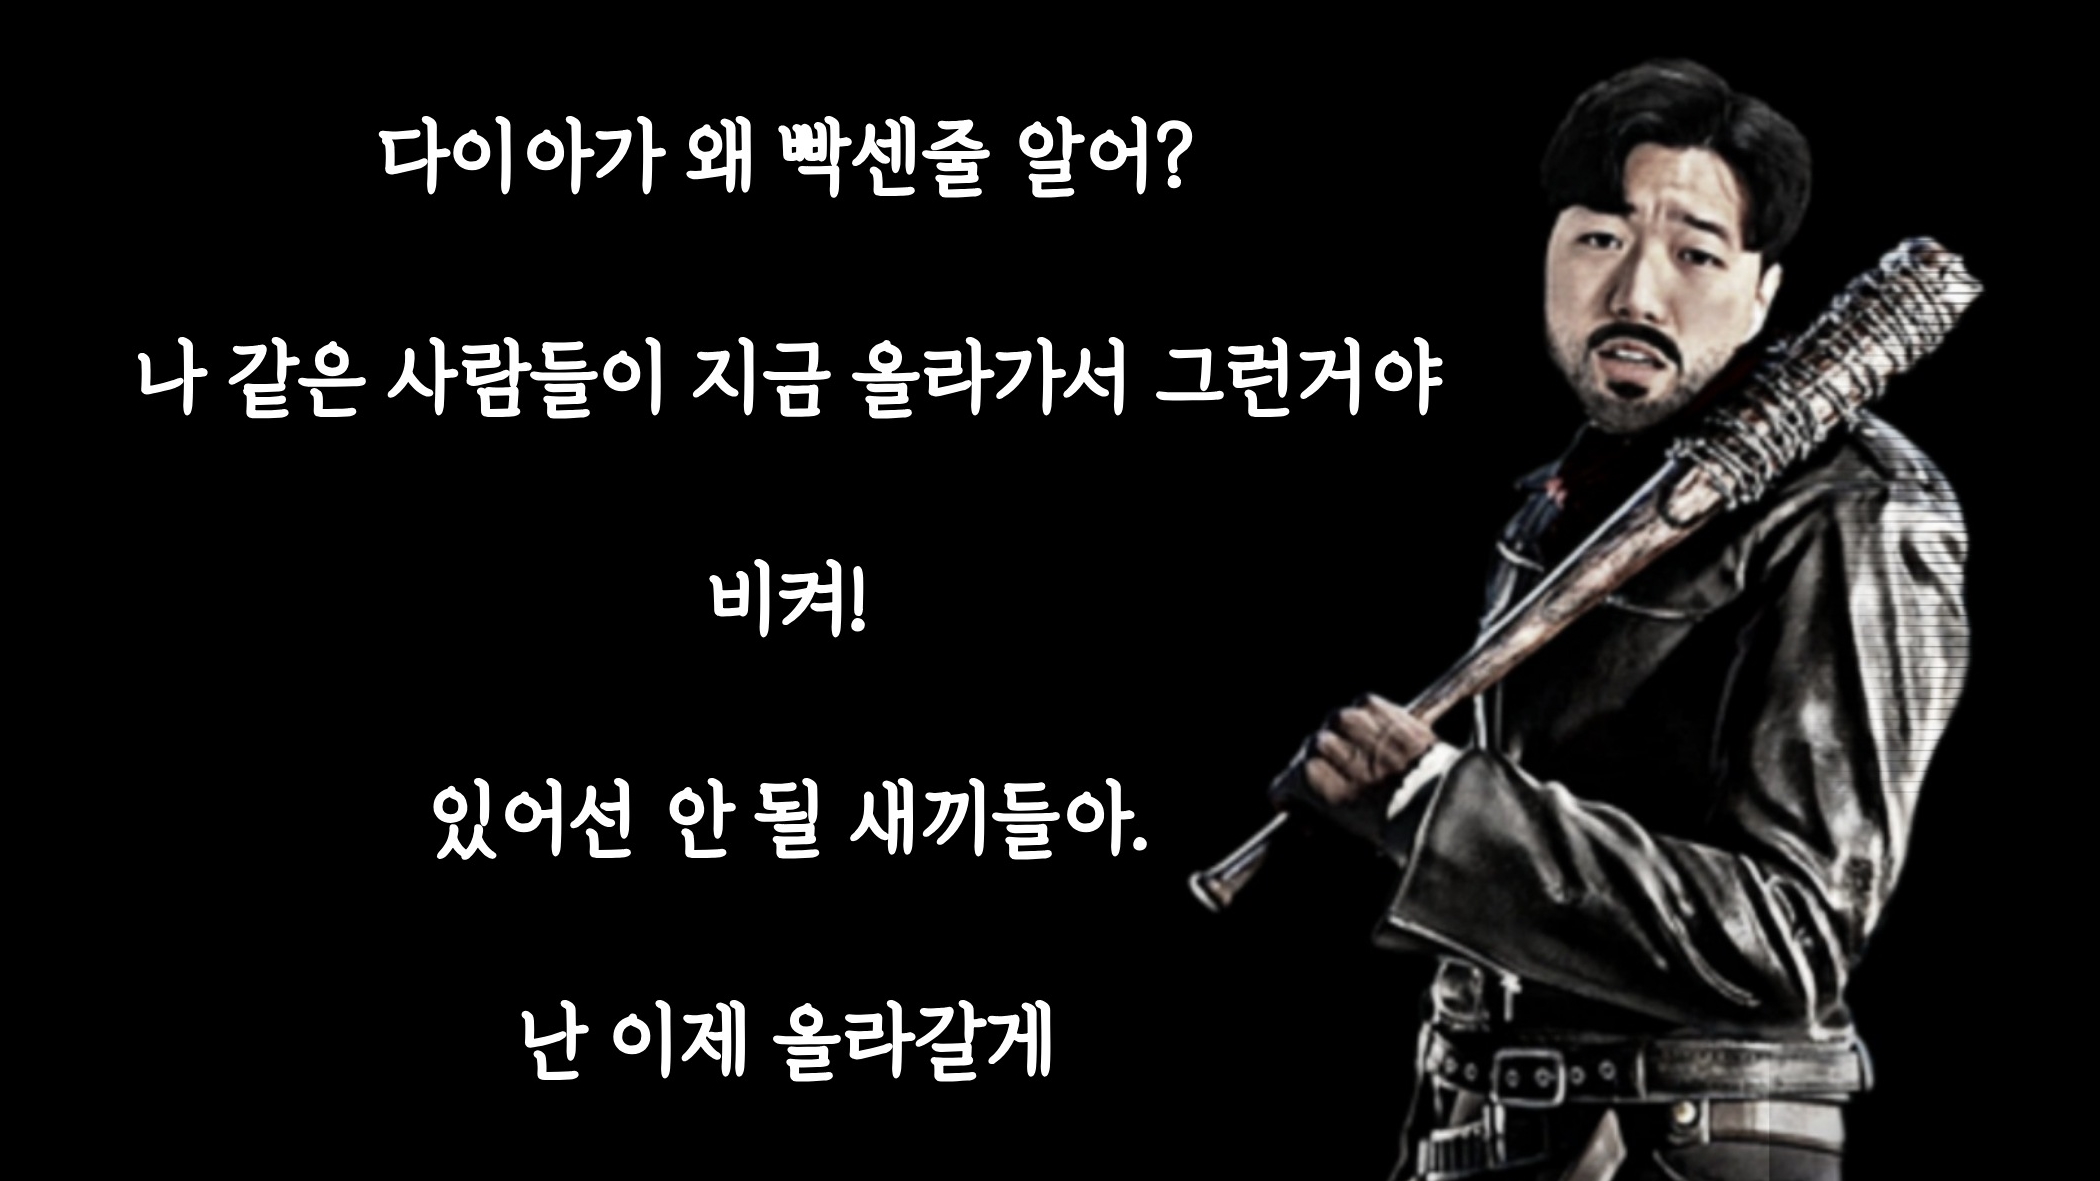 다이아가 왜 빡센줄 알어?
나 같은 사람들이 지금 올라가서 그런거야
비켜!
있어선 안 될 새끼들아.
난 이제 올라갈게